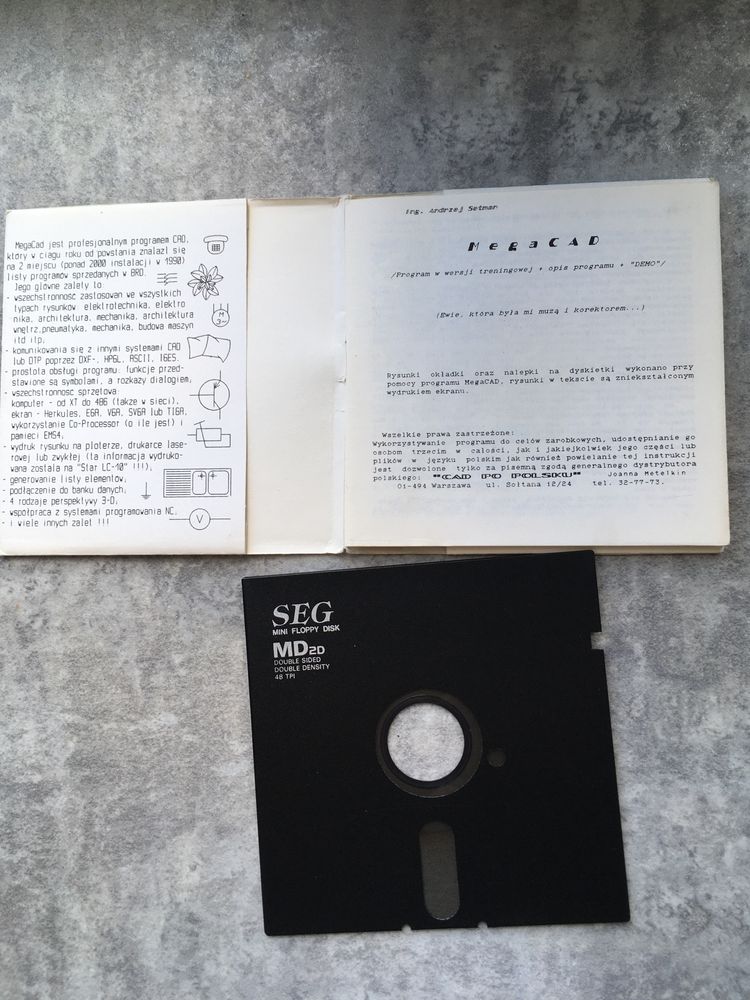 MegaCad jest profesjonalnym programem CAD,
który w ciągu roku od powstania znalazł się
na 2 miejscu (ponad 2000 instalacji w 1990)
listy programów sprzedanych w BRD.
Jego główne zalety to:
- wszechstronność zastosowań we wszystkich
typach rysunków: elektrotechnika, elektro
nika, architektura, mechanika, architektura
wnętrz, pneumatyka, mechanika, budowa maszyn
itd itp,
- komunikowania się z innymi systemami CAD
lub DTP poprzez DXF-, HPGL, ASCII, IGES.
- prostota obsługi programu: funkcje przed-
stawione są symbolami, a rozkazy dialogiem,
- wszechstronność sprzętowa:
komputer - od XT do 486 (także w sieci),
ekran - Herkules, EGA, VGA, SVGA lub TIGA,
wykorzystanie Co-Processor (o ile jest) i
pamięci EMS4,
- wydruk rysunku na ploterze, drukarce lase-
rowej lub zwykłej (ta informacja wydruko-
wana została na "Star LC-10" !!!),
- generowanie listy elementów,
- podłączenie do banku danych,
- 4 rodzaje perspektywy 3-D,
- współpraca z systemami programowania NC,
- i wiele innych zalet !!!
M
3~
V
Ing. Andrzej Setman
MegaCAD
/Program w wersji treningowej + opis programu + "DEMO"/
(Ewie, która była mi muzą i korektorem...)
Rysunki okładki oraz nalepki na dyskietki wykonano przy
pomocy programu MegaCAD, rysunki w tekście są zniekształconym
wydrukiem ekranu.
Wszelkie prawa zastrzeżone:
Wykorzystywanie programu do celów zarobkowych, udostępnianie go
osobom trzecim w całości, jak i jakiejkolwiek jego części lub
plików w języku polskim jak również powielanie tej instrukcji
jest dozwolone tylko za pisemną zgodą generalnego dystrybutora
polskiego: "CAD PO POLSKU" Joanna Metelkin
01-494 Warszawa ul. Sołtana 12/24 tel. 32-77-73.
SEG
MINI FLOPPY DISK
MD2D
DOUBLE SIDED
DOUBLE DENSITY
48 TPI